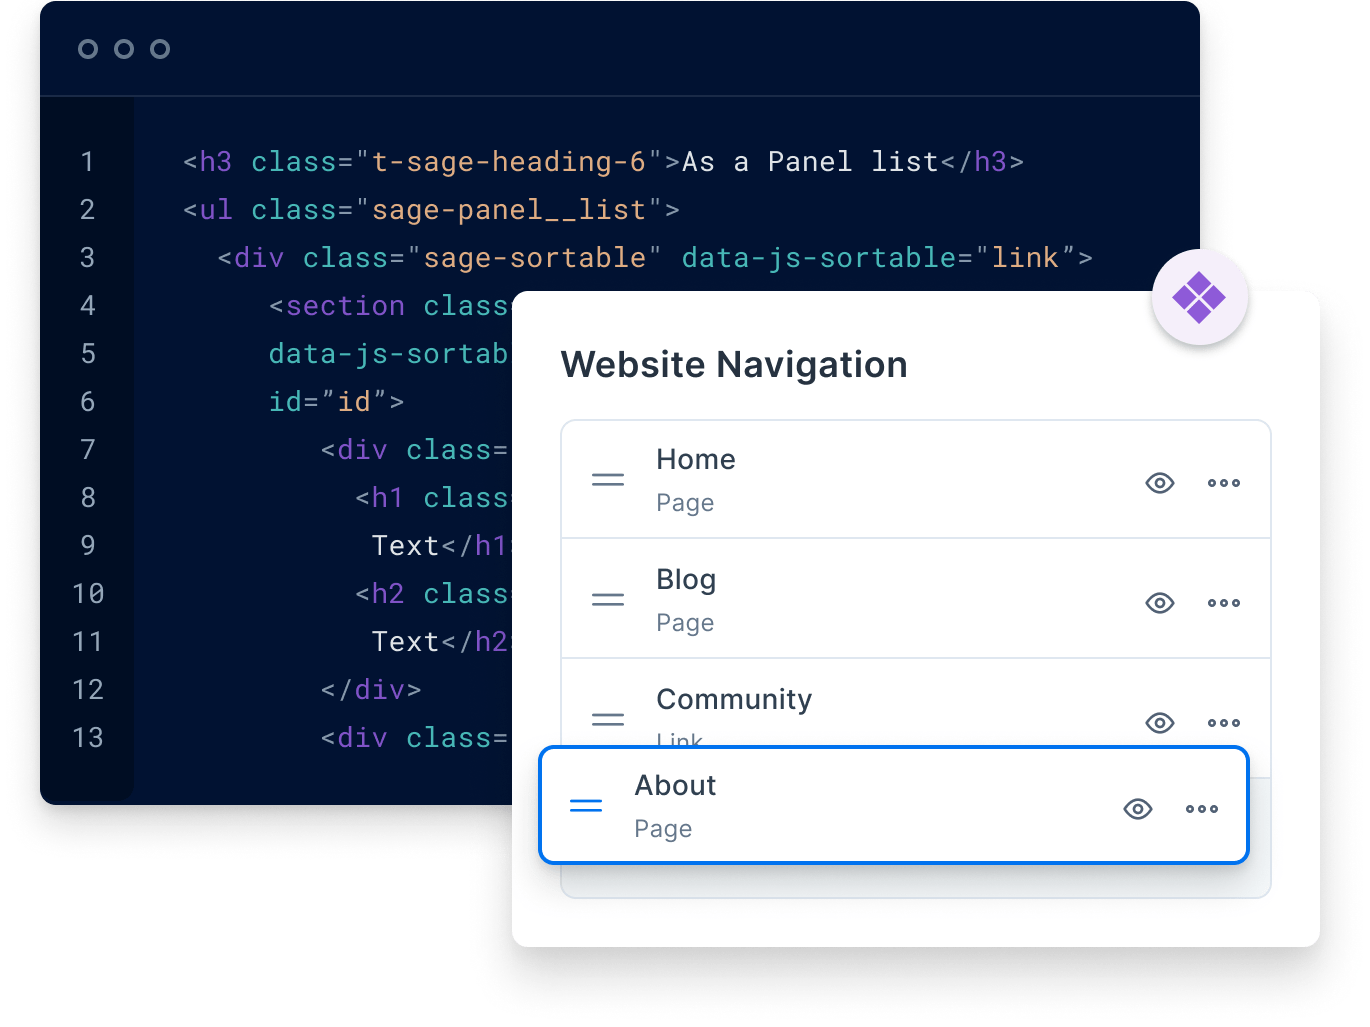 1 <h3 class="t-sage-heading-6">As a Panel list</h3>
2 <ul class="sage-panel__list">
3 <div class="sage-sortable" data-js-sortable="link”>
4 <section class
5 data-js-sortab
6 id=”id”>
7 <div class=
8 <h1 class
9 Text</h1
10 <h2 class
11 Text</h2
12 </div>
13 <div class=
Website Navigation
Home
Page
Blog
Page
Community
Link
About
Page